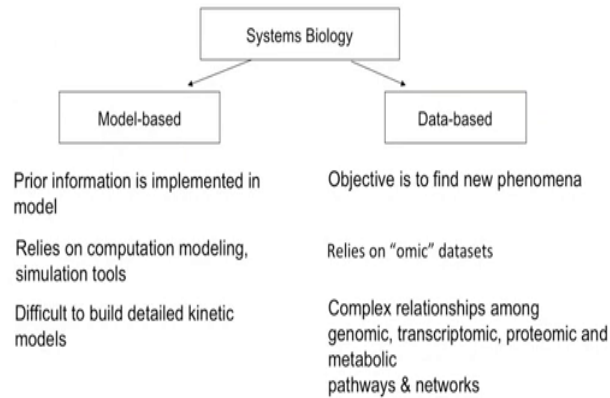 Systems Biology
Model-based
Data-based
Prior information is implemented in
model
Relies on computation modeling,
simulation tools
Difficult to build detailed kinetic
models
Objective is to find new phenomena
Relies on “omic” datasets
Complex relationships among
genomic, transcriptomic, proteomic and
metabolic
pathways & networks